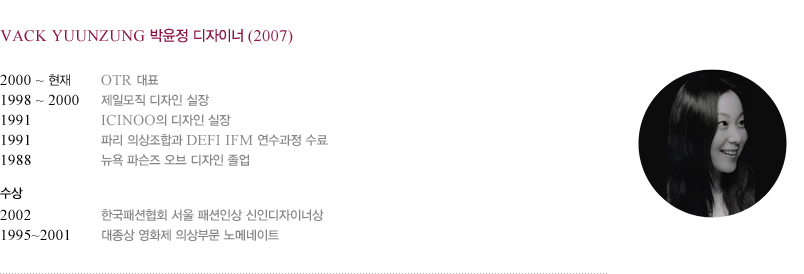 VACK YUUNZUNG 박윤정 디자이너 (2007)
2000 ~ 현재 OTR 대표
1998 ~ 2000 제일모직 디자인 실장
1991 ICINOO의 디자인 실장
1991 파리 의상조합과 DEFI IFM 연수과정 수료
1988 뉴욕 파슨즈 오브 디자인 졸업
수상
2002 한국패션협회 서울 패션인상 신인디자이너상
1995~2001 대종상 영화제 의상부문 노메네이트